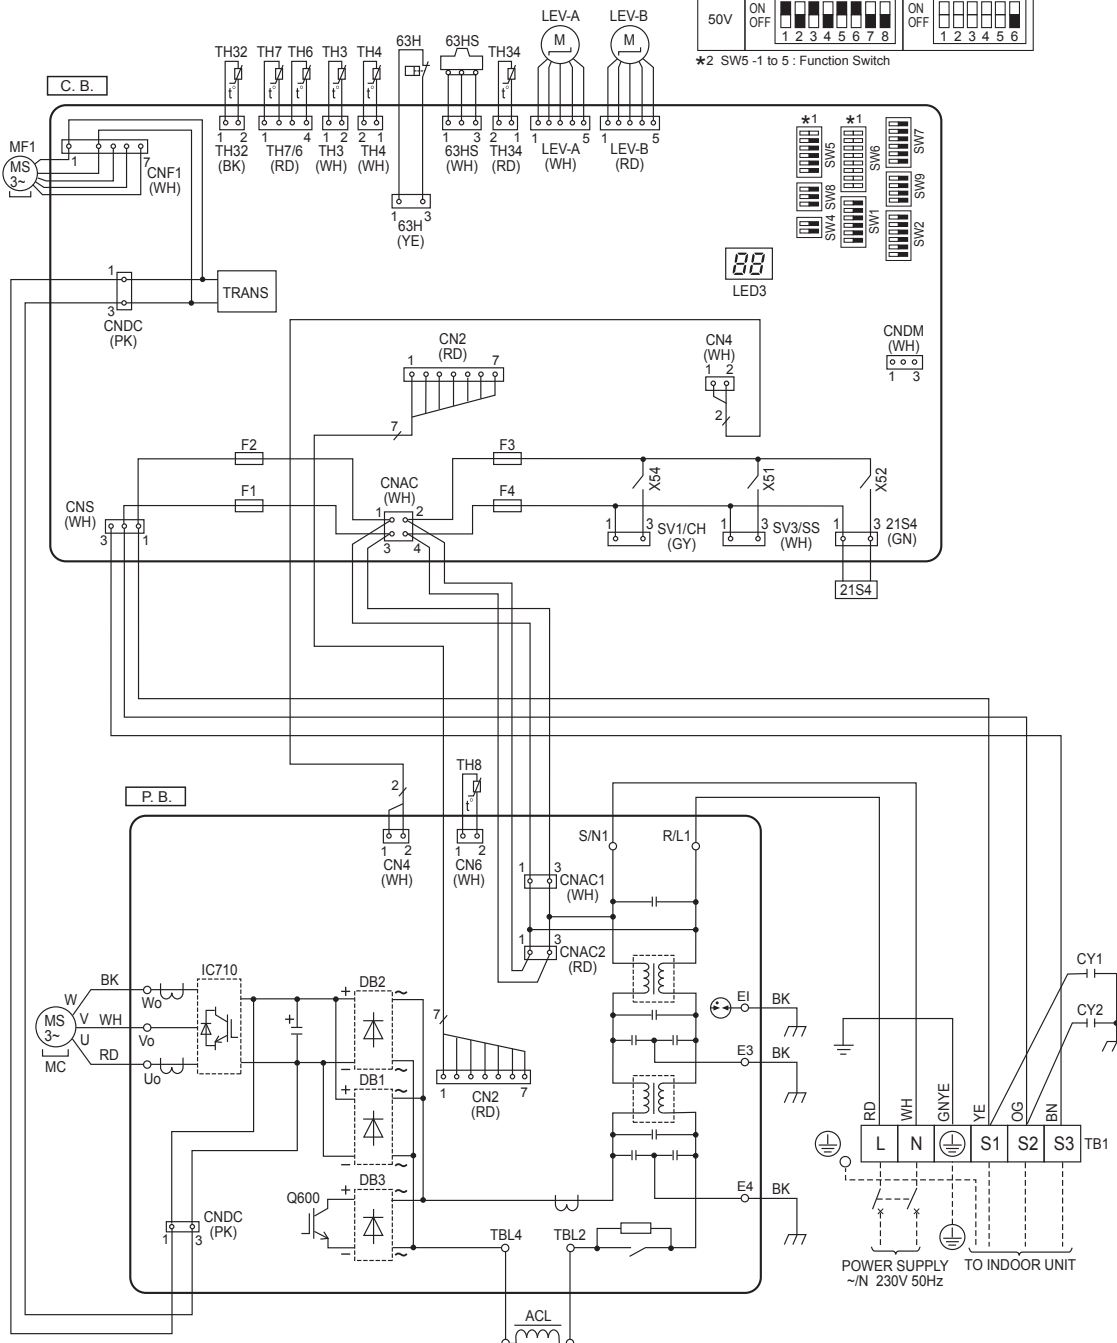 50V
ON
OFF
1 2 3 4 5 6 7 8
ON
OFF
1 2 3 4 5 6
*2 SW5 -1 to 5 : Function Switch
LEV-A
LEV-B
M
M
TH32
TH7
TH6
TH3
TH4
63H
63HS
TH34
t°
t°
t°
t°
t°
t°
C. B.
1 2
1 4
1 2
2 1
1 3
2 1
1 5
1 5
TH32
(BK)
TH7/6
(RD)
TH3
(WH)
TH4
(WH)
63HS
(WH)
TH34
(RD)
LEV-A
(WH)
LEV-B
(RD)
1 3
63H
(YE)
MF1
MS
3~
1
7
CNF1
(WH)
*1
*1
SW5
SW6
SW7
SW8
SW9
SW4
SW1
SW2
88
LED3
1
3
CNDC
(PK)
TRANS
CNDM
(WH)
1 3
CN2
(RD)
1 7
7
CN4
(WH)
1 2
2
F2
F1
F3
F4
CNAC
(WH)
1 2
3 4
CNS
(WH)
3 1
X54
X51
X52
1 3
SV1/CH
(GY)
1 3
SV3/SS
(WH)
1 3
21S4
(GN)
21S4
P. B.
2
1 2
CN4
(WH)
TH8
t°
1 2
CN6
(WH)
S/N1
R/L1
1 3
CNAC1
(WH)
1 3
CNAC2
(RD)
IC710
BK
W
Wo
MS
3~
V
WH
Vo
U
RD
Uo
MC
+
+
DB2
~
−
~
+
DB1
~
−
~
Q600
+
DB3
~
−
~
7
1 7
CN2
(RD)
EI
BK
E3
BK
E4
BK
CNDC
(PK)
1 3
TBL4
TBL2
ACL
CY1
CY2
RD
WH
GNYE
YE
OG
BN
L
N
S1
S2
S3
TB1
POWER SUPPLY
~/N 230V 50Hz
TO INDOOR UNIT